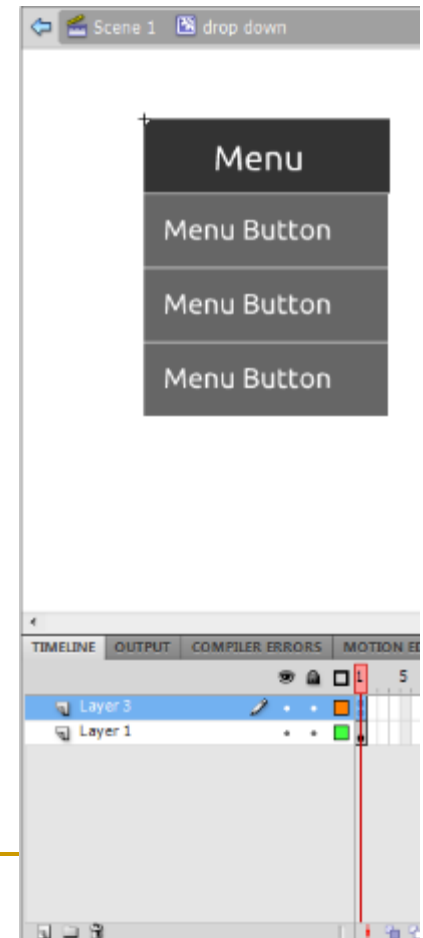 Scene 1 drop down
Menu
Menu Button
Menu Button
Menu Button
TIMELINE OUTPUT COMPILER ERRORS MOTION ED
1 5
Layer 3
Layer 1